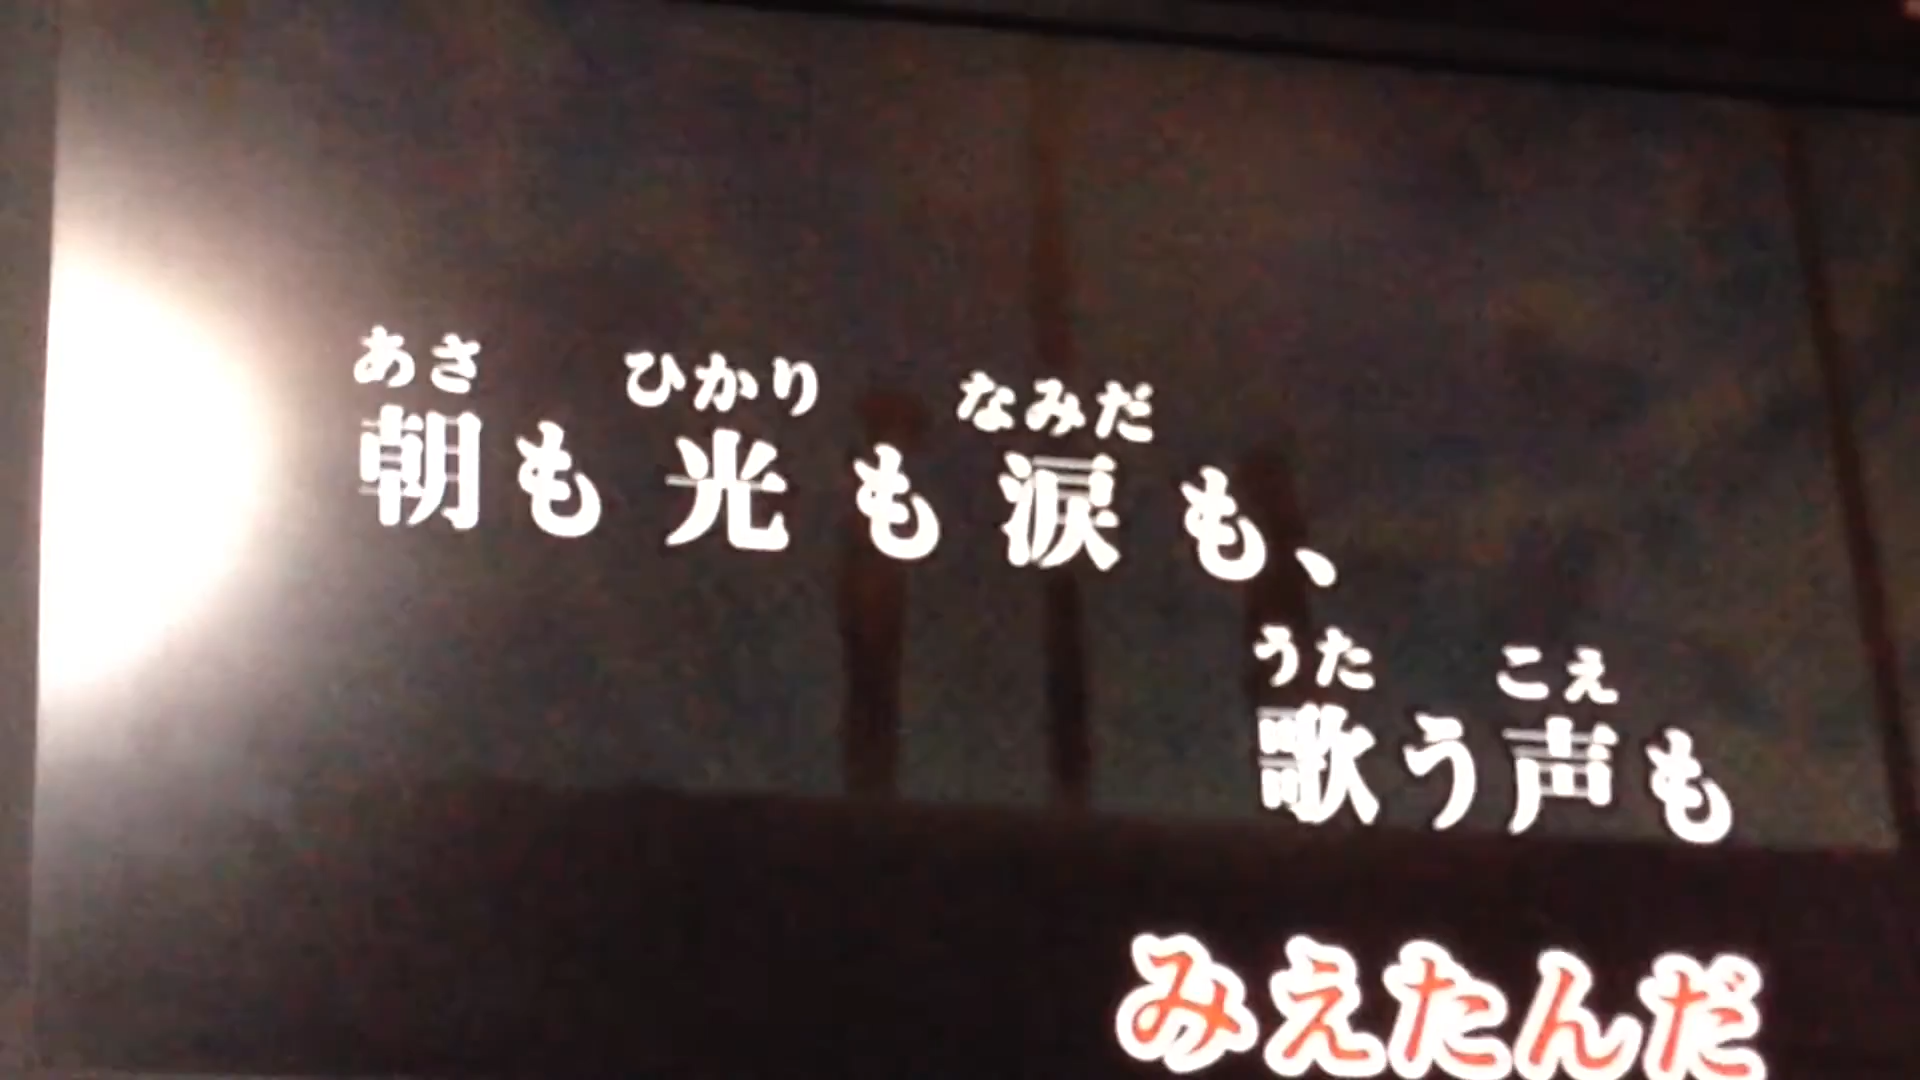 あさ ひかり なみだ
朝も光も涙も、
うた こえ
歌う声も
みえたんだ